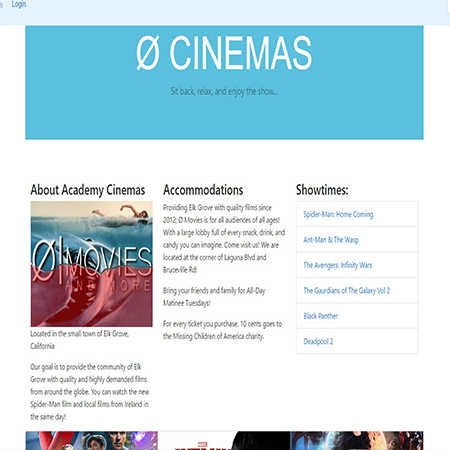 Login
Ø CINEMAS
Sit back, relax, and enjoy the show...
About Academy Cinemas
Ø|MOVIES
AND MORE
Located in the small town of Elk Grove,
California
Our goal is to provide the community of Elk
Grove with quality and highly demanded films
from around the globe. You can watch the new
Spider-Man film and local films from Ireland in
the same day!
Accommodations
Providing Elk Grove with quality films since
2012; Ø Movies is for all audiences of all ages!
With a large lobby full of every snack, drink, and
candy you can imagine. Come visit us! We are
located at the corner of Laguna Blvd and
Bruceville Rd!
Bring your friends and family for All-Day
Matinee Tuesdays!
For every ticket you purchase, 10 cents goes to
the Missing Children of America charity.
Showtimes:
Spider-Man: Home Coming
Ant-Man & The Wasp
The Avengers: Infinity Wars
The Gaurdians of The Galaxy Vol 2
Black Panther
Deadpool 2
MARVEL